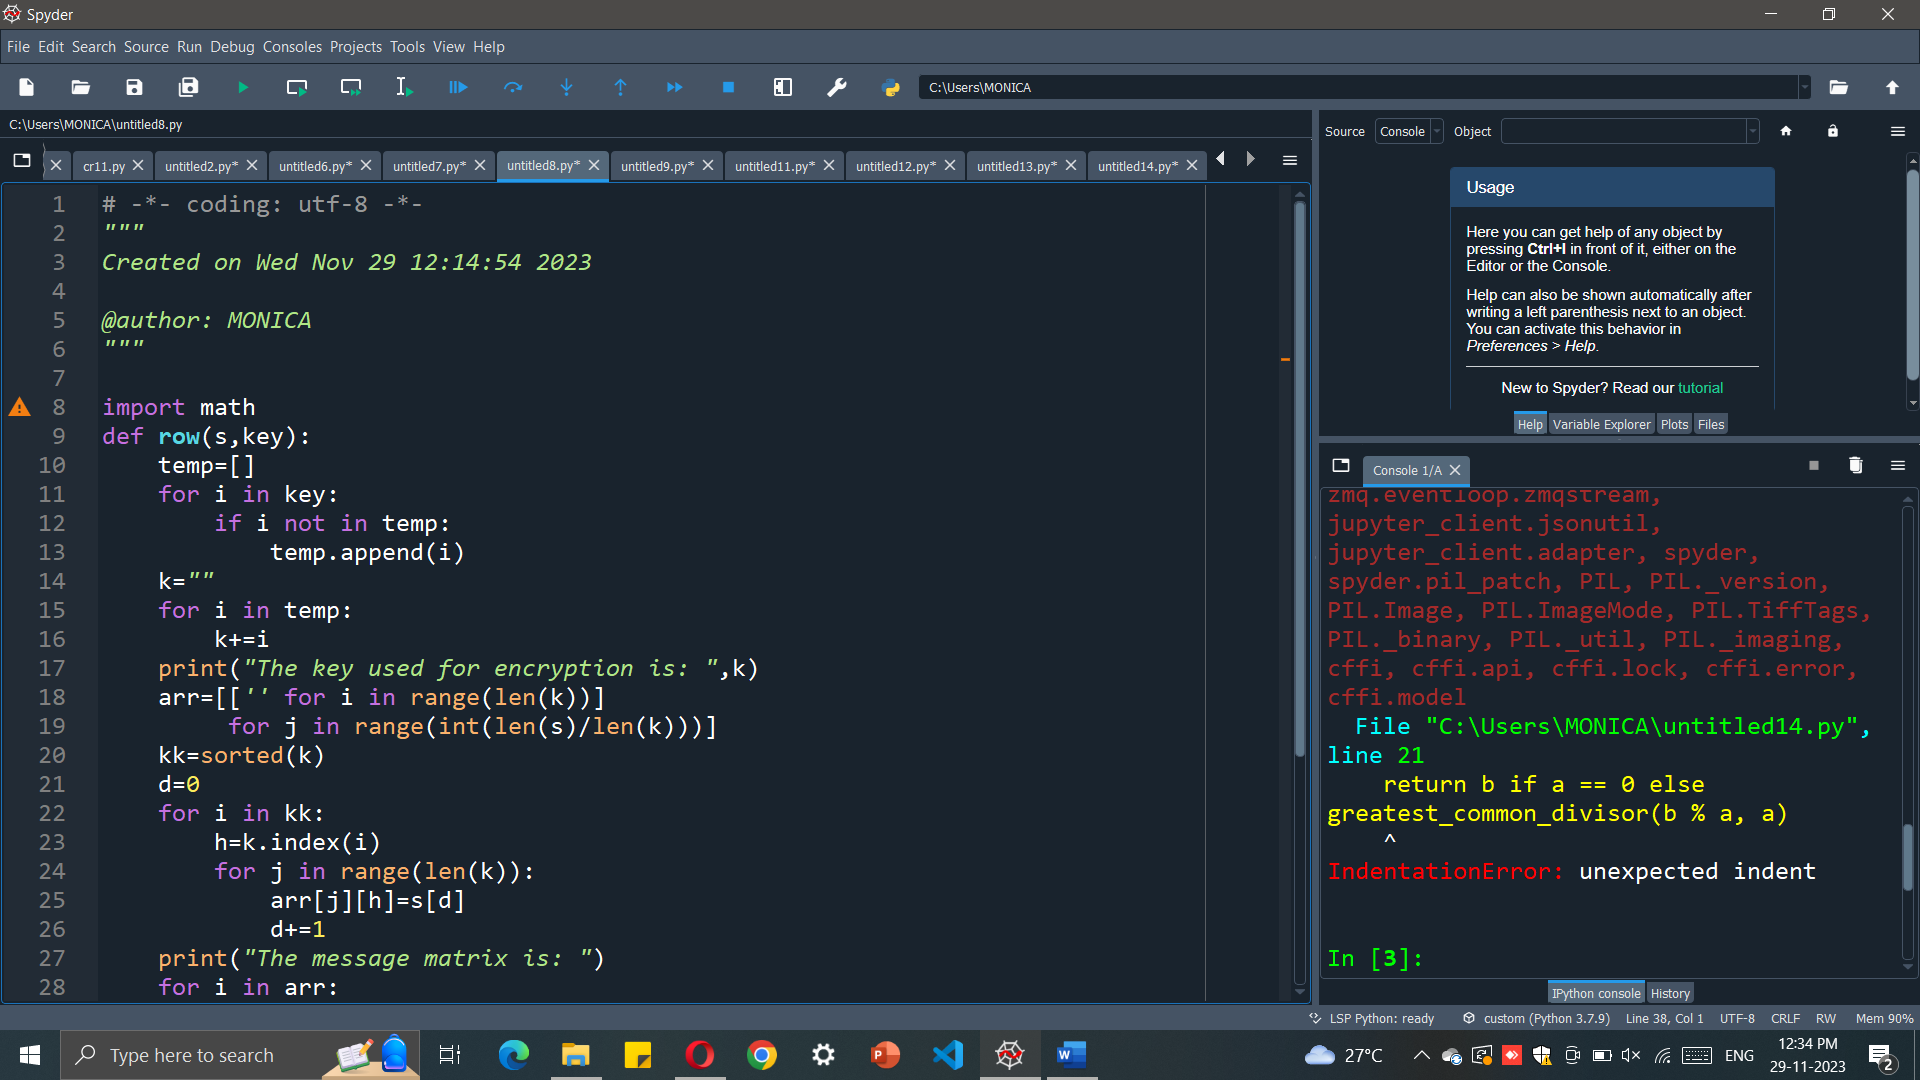 Spyder
File Edit Search Source Run Debug Consoles Projects Tools View Help
C:\Users\MONICA
C:\Users\MONICA\untitled8.py
cr11.py untitled2.py* untitled6.py* untitled7.py* untitled8.py* untitled9.py* untitled11.py* untitled12.py* untitled13.py* untitled14.py*
1 # -*- coding: utf-8 -*-
2 """
3 Created on Wed Nov 29 12:14:54 2023
4
5 @author: MONICA
6 """
7
8 import math
9 def row(s,key):
10 temp=[]
11 for i in key:
12 if i not in temp:
13 temp.append(i)
14 k=""
15 for i in temp:
16 k+=i
17 print("The key used for encryption is: ",k)
18 arr=[['' for i in range(len(k))]
19 for j in range(int(len(s)/len(k)))]
20 kk=sorted(k)
21 d=0
22 for i in kk:
23 h=k.index(i)
24 for j in range(len(k)):
25 arr[j][h]=s[d]
26 d+=1
27 print("The message matrix is: ")
28 for i in arr:
Source Console Object
Usage
Here you can get help of any object by
pressing Ctrl+I in front of it, either on the
Editor or the Console.
Help can also be shown automatically after
writing a left parenthesis next to an object.
You can activate this behavior in
Preferences > Help.
New to Spyder? Read our tutorial
Help Variable Explorer Plots Files
Console 1/A
zmq.eventloop.zmqstream,
jupyter_client.jsonutil,
jupyter_client.adapter, spyder,
spyder.pil_patch, PIL, PIL._version,
PIL.Image, PIL.ImageMode, PIL.TiffTags,
PIL._binary, PIL._util, PIL._imaging,
cffi, cffi.api, cffi.lock, cffi.error,
cffi.model
File "C:\Users\MONICA\untitled14.py",
line 21
return b if a == 0 else
greatest_common_divisor(b % a, a)
^
IndentationError: unexpected indent
In [3]:
IPython console History
LSP Python: ready custom (Python 3.7.9) Line 38, Col 1 UTF-8 CRLF RW Mem 90%
Type here to search
27°C
ENG
12:34 PM
29-11-2023
2